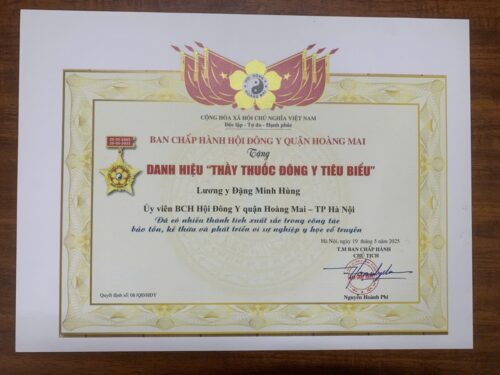 CỘNG HÒA XÃ HỘI CHỦ NGHĨA VIỆT NAM
Độc lập - Tự do - Hạnh phúc
BAN CHẤP HÀNH HỘI ĐÔNG Y QUẬN HOÀNG MAI
Tặng
DANH HIỆU "THẦY THUỐC ĐÔNG Y TIÊU BIỂU"
Lương y Đặng Minh Hùng
Ủy viên BCH Hội Đông Y quận Hoàng Mai – TP Hà Nội
Đã có nhiều thành tích xuất sắc trong công tác
bảo tồn, kế thừa và phát triển vì sự nghiệp y học cổ truyền
Hà Nội, ngày 19 tháng 5 năm 2025
T.M BAN CHẤP HÀNH
CHỦ TỊCH
Nguyễn Hoành Phi
Quyết định số: 08 /QĐ/HĐY